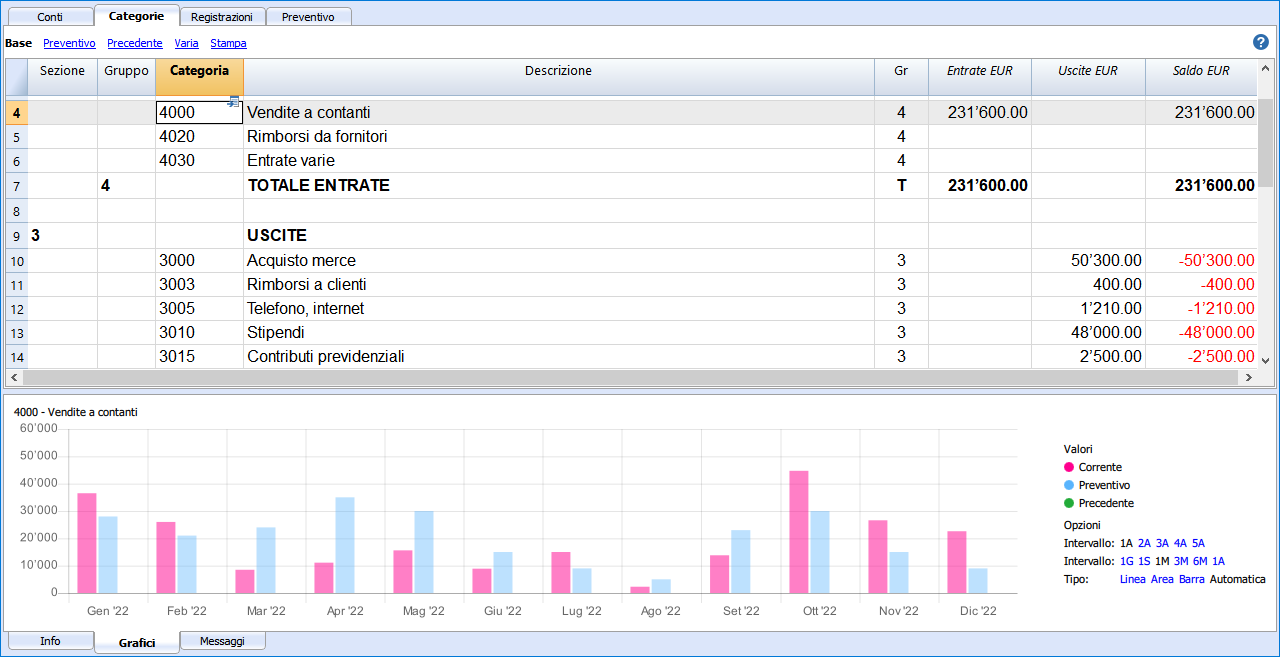 Conti Categorie Registrazioni Preventivo
Base Preventivo Precedente Varia Stampa ?
Sezione Gruppo Categoria Descrizione Gr Entrate EUR Uscite EUR Saldo EUR
4 4000 Vendite a contanti 4 231’600.00 231’600.00
5 4020 Rimborsi da fornitori 4
6 4030 Entrate varie 4
7 4 TOTALE ENTRATE T 231’600.00 231’600.00
8
9 3 USCITE
10 3000 Acquisto merce 3 50’300.00 -50’300.00
11 3003 Rimborsi a clienti 3 400.00 -400.00
12 3005 Telefono, internet 3 1’210.00 -1’210.00
13 3010 Stipendi 3 48’000.00 -48’000.00
14 3015 Contributi previdenziali 3 2’500.00 -2’500.00
4000 - Vendite a contanti
60’000
50’000
40’000
30’000
20’000
10’000
0
Gen '22 Feb '22 Mar '22 Apr '22 Mag '22 Giu '22 Lug '22 Ago '22 Set '22 Ott '22 Nov '22 Dic '22
Valori
Corrente
Preventivo
Precedente
Opzioni
Intervallo: 1A 2A 3A 4A 5A
Intervallo: 1G 1S 1M 3M 6M 1A
Tipo: Linea Area Barra Automatica
Info Grafici Messaggi